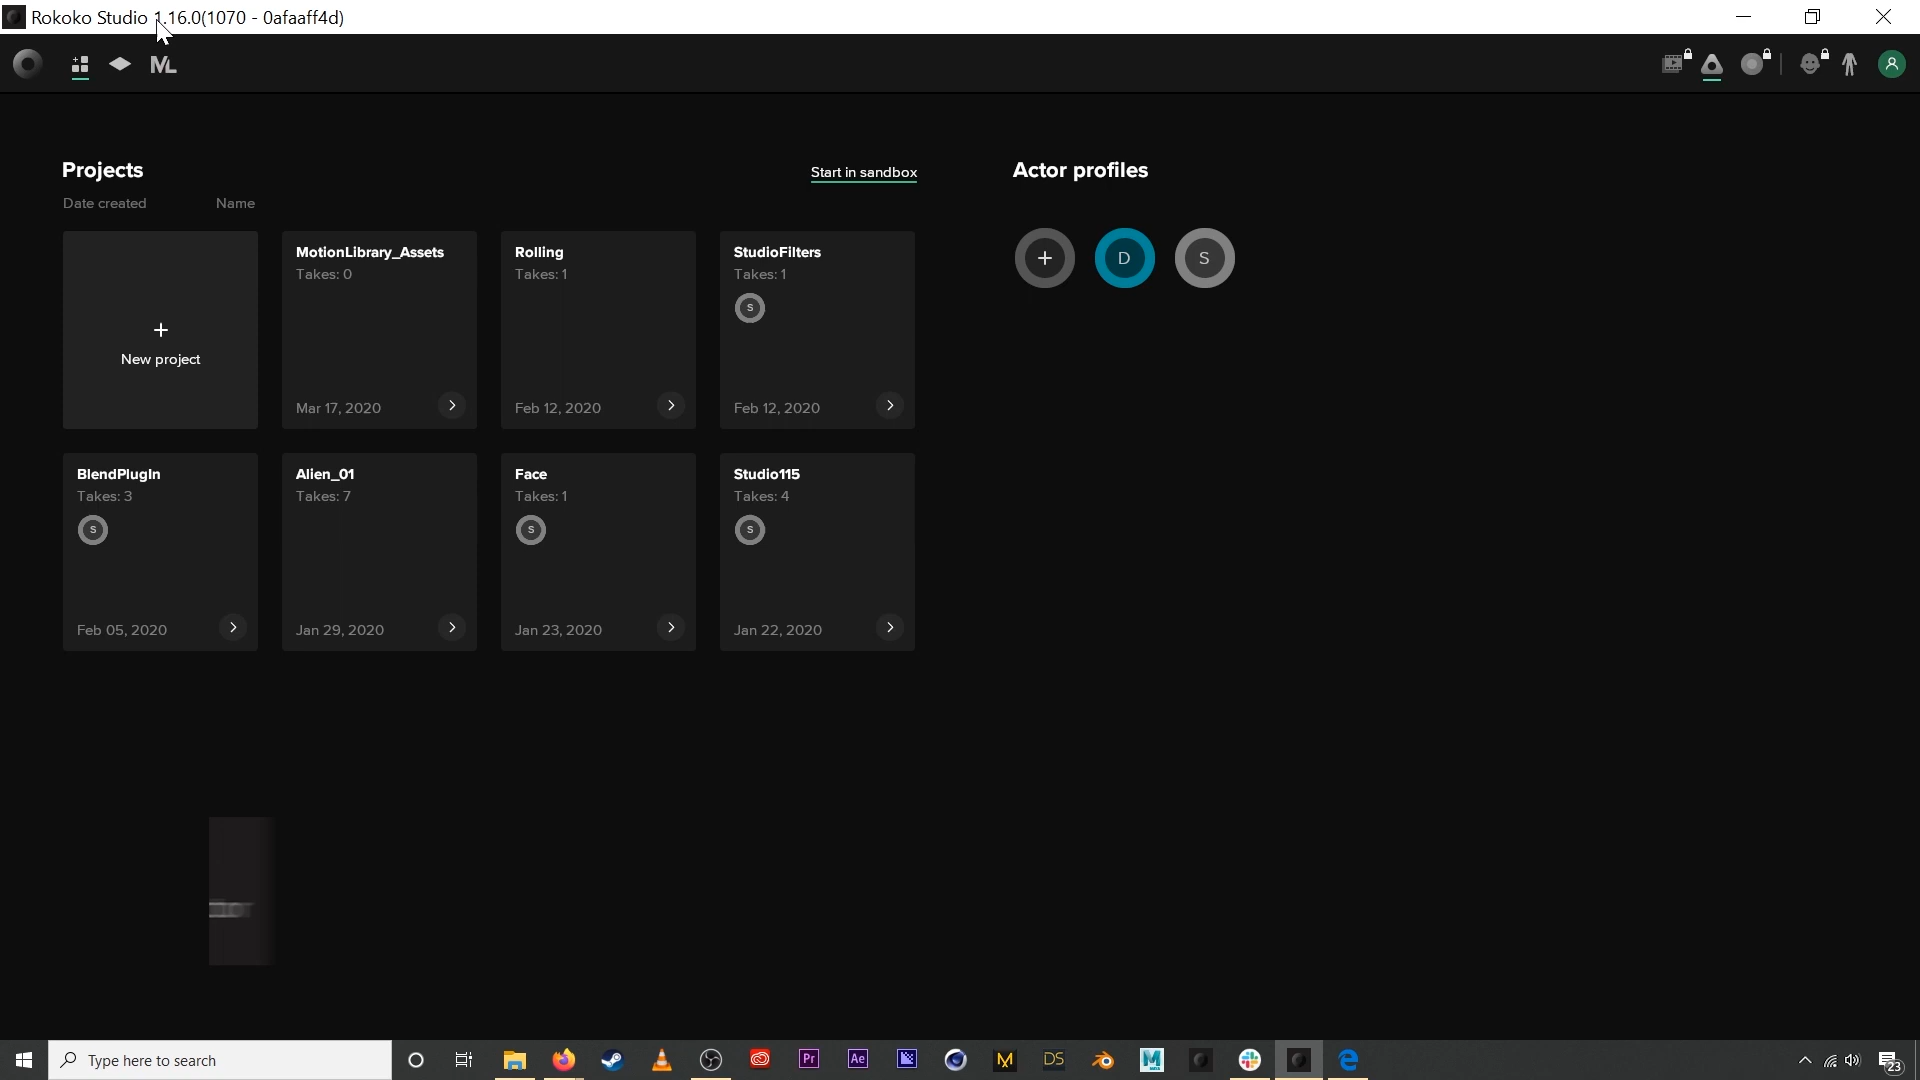 Rokoko Studio 1.16.0(1070 - 0afaaff4d)
ML
Projects
Start in sandbox
Actor profiles
Date created Name
+
New project
MotionLibrary_Assets
Takes: 0
Mar 17, 2020
Rolling
Takes: 1
Feb 12, 2020
StudioFilters
Takes: 1
S
Feb 12, 2020
+ D S
BlendPlugIn
Takes: 3
S
Feb 05, 2020
Alien_01
Takes: 7
Jan 29, 2020
Face
Takes: 1
S
Jan 23, 2020
Studio115
Takes: 4
S
Jan 22, 2020
Type here to search
Pr
Ae
M
DS
M
23